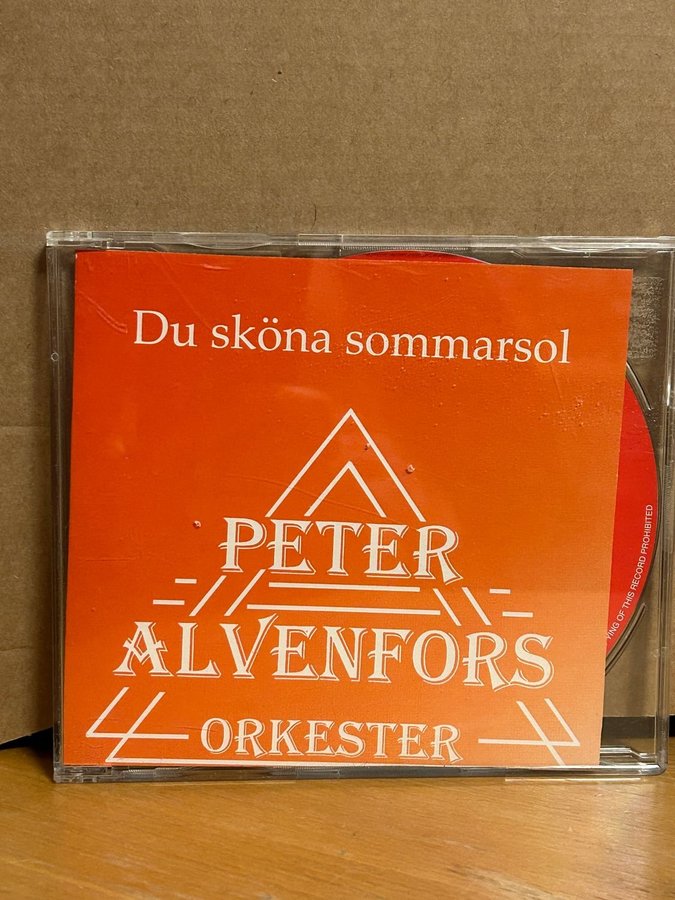 Du sköna sommarsol
PETER
ALVENFORS
ORKESTER
YING OF THIS RECORD PROHIBITED